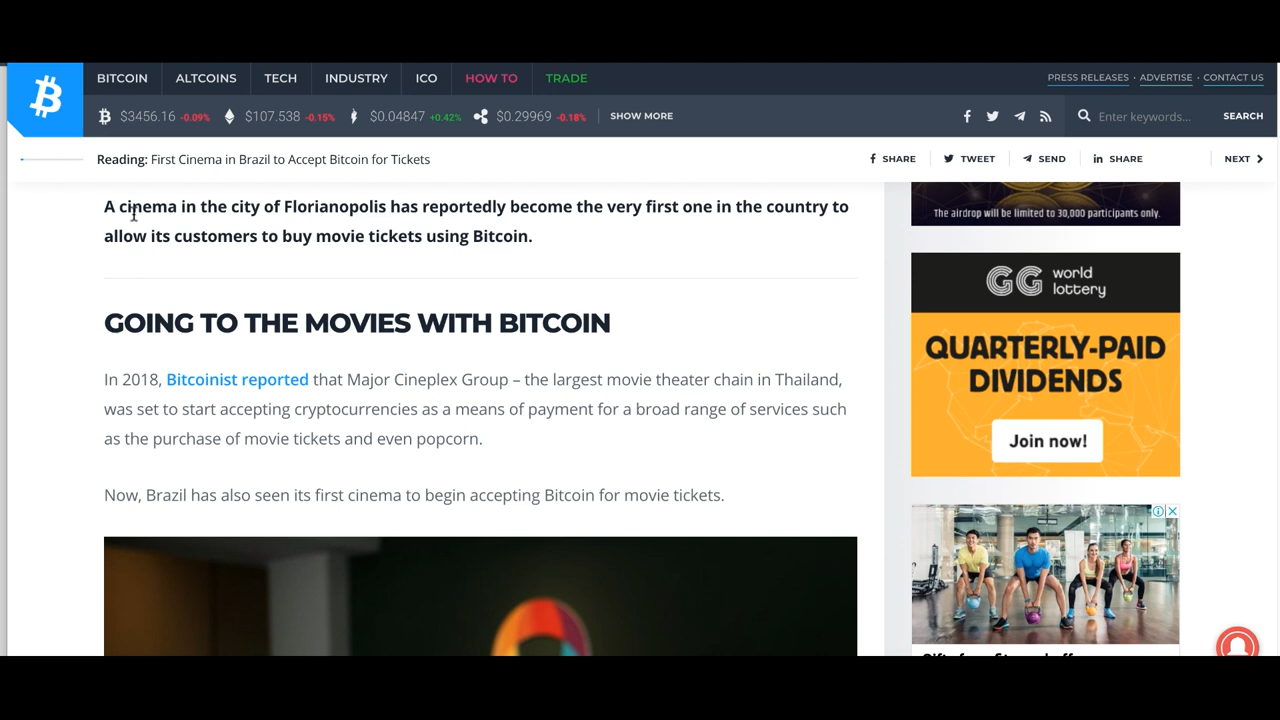 BITCOIN ALTCOINS TECH INDUSTRY ICO HOW TO TRADE PRESS RELEASES · ADVERTISE · CONTACT US
$3456.16 -0.09% $107.538 -0.15% $0.04847 +0.42% $0.29969 -0.18% SHOW MORE Enter keywords... SEARCH
Reading: First Cinema in Brazil to Accept Bitcoin for Tickets SHARE TWEET SEND SHARE NEXT
A cinema in the city of Florianopolis has reportedly become the very first one in the country to
allow its customers to buy movie tickets using Bitcoin.
GOING TO THE MOVIES WITH BITCOIN
In 2018, Bitcoinist reported that Major Cineplex Group – the largest movie theater chain in Thailand,
was set to start accepting cryptocurrencies as a means of payment for a broad range of services such
as the purchase of movie tickets and even popcorn.
Now, Brazil has also seen its first cinema to begin accepting Bitcoin for movie tickets.
The airdrop will be limited to 30,000 participants only.
GG world
lottery
QUARTERLY-PAID
DIVIDENDS
Join now!